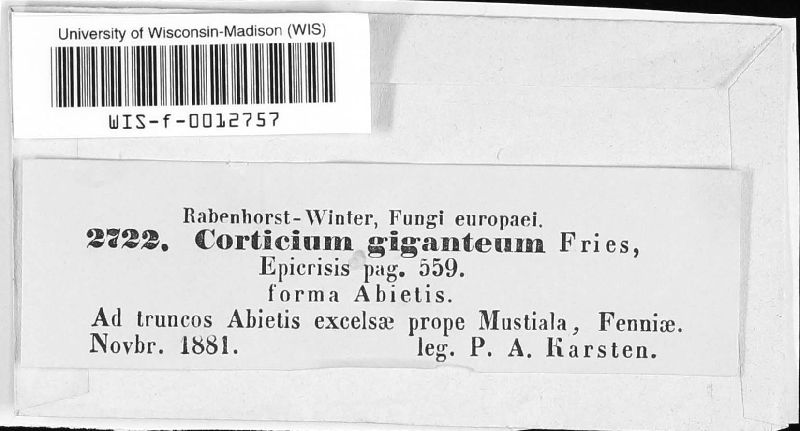 University of Wisconsin-Madison (WIS)
WIS-f-0012757
Rabenhorst-Winter, Fungi europaei.
2722. Corticium giganteum Fries,
Epicrisis pag. 559.
forma Abietis.
Ad truncos Abietis excelsæ prope Mustiala, Fenniæ.
Novbr. 1881. leg. P. A. Karsten.